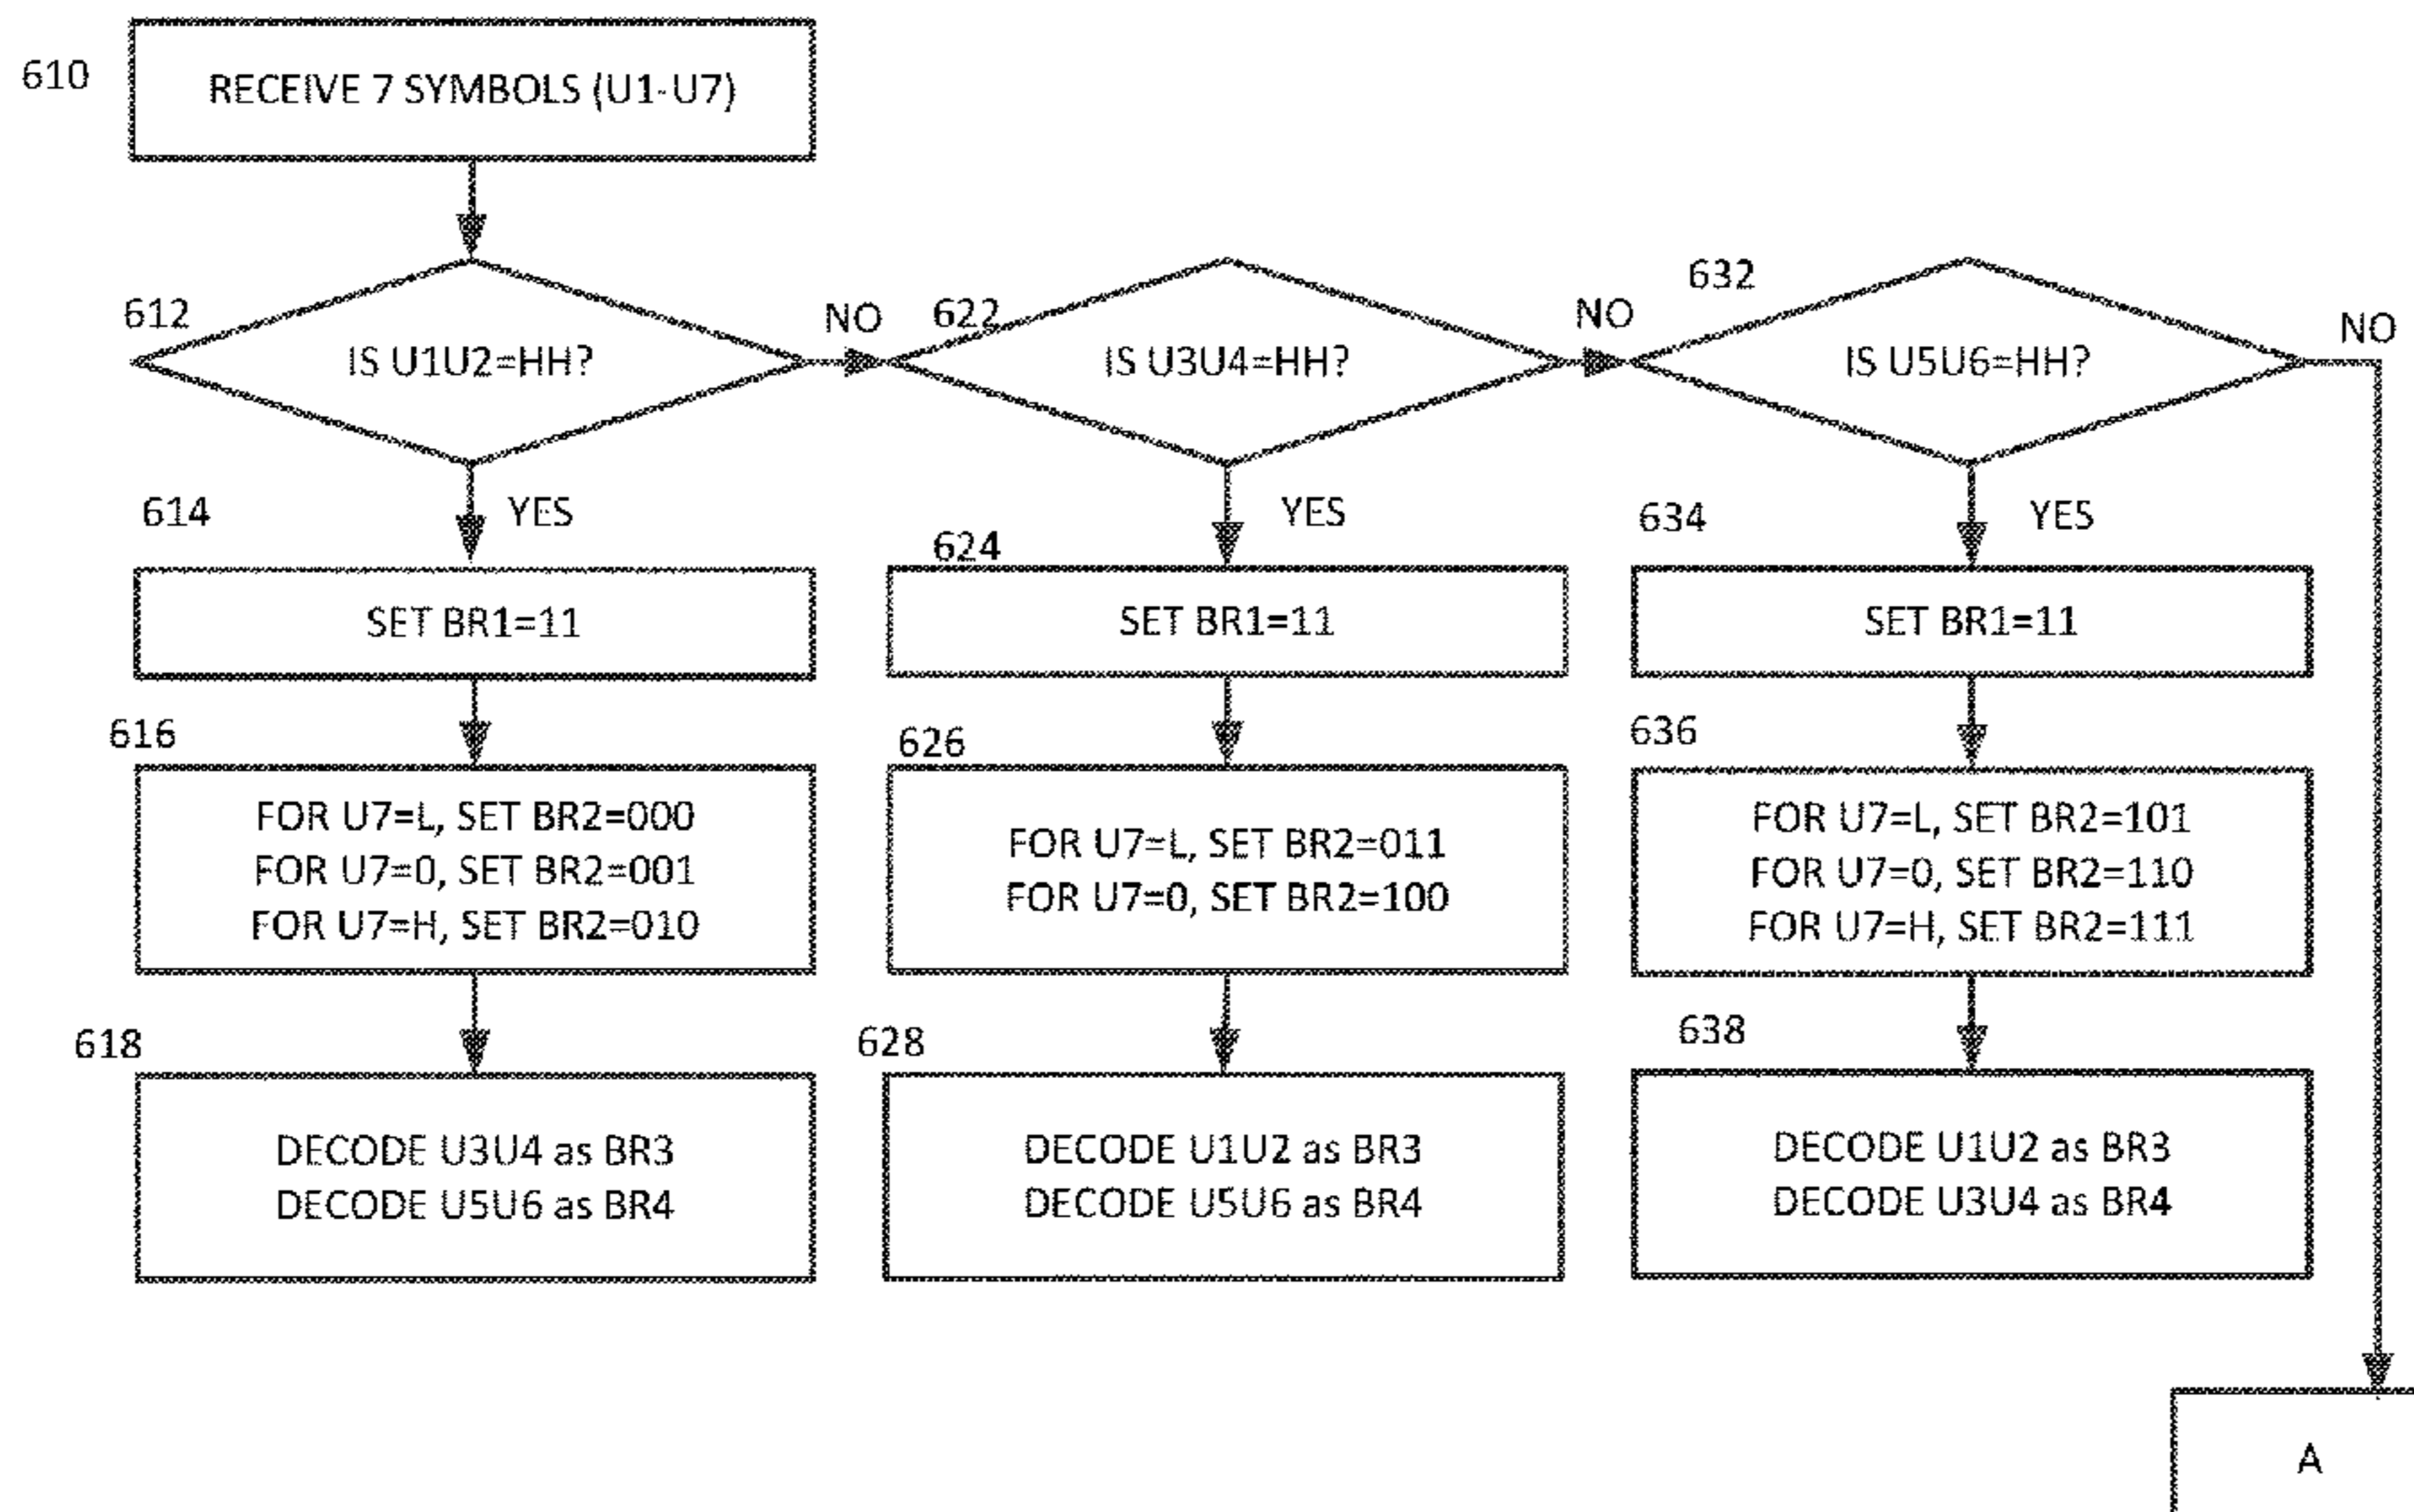 610
RECEIVE 7 SYMBOLS (U1-U7)
612
IS U1U2=HH?
NO
622
IS U3U4=HH?
NO
632
IS U5U6=HH?
NO
614
YES
SET BR1=11
624
YES
SET BR1=11
634
YES
SET BR1=11
616
FOR U7=L, SET BR2=000
FOR U7=0, SET BR2=001
FOR U7=H, SET BR2=010
626
FOR U7=L, SET BR2=011
FOR U7=0, SET BR2=100
636
FOR U7=L, SET BR2=101
FOR U7=0, SET BR2=110
FOR U7=H, SET BR2=111
618
DECODE U3U4 as BR3
DECODE U5U6 as BR4
628
DECODE U1U2 as BR3
DECODE U5U6 as BR4
638
DECODE U1U2 as BR3
DECODE U3U4 as BR4
A